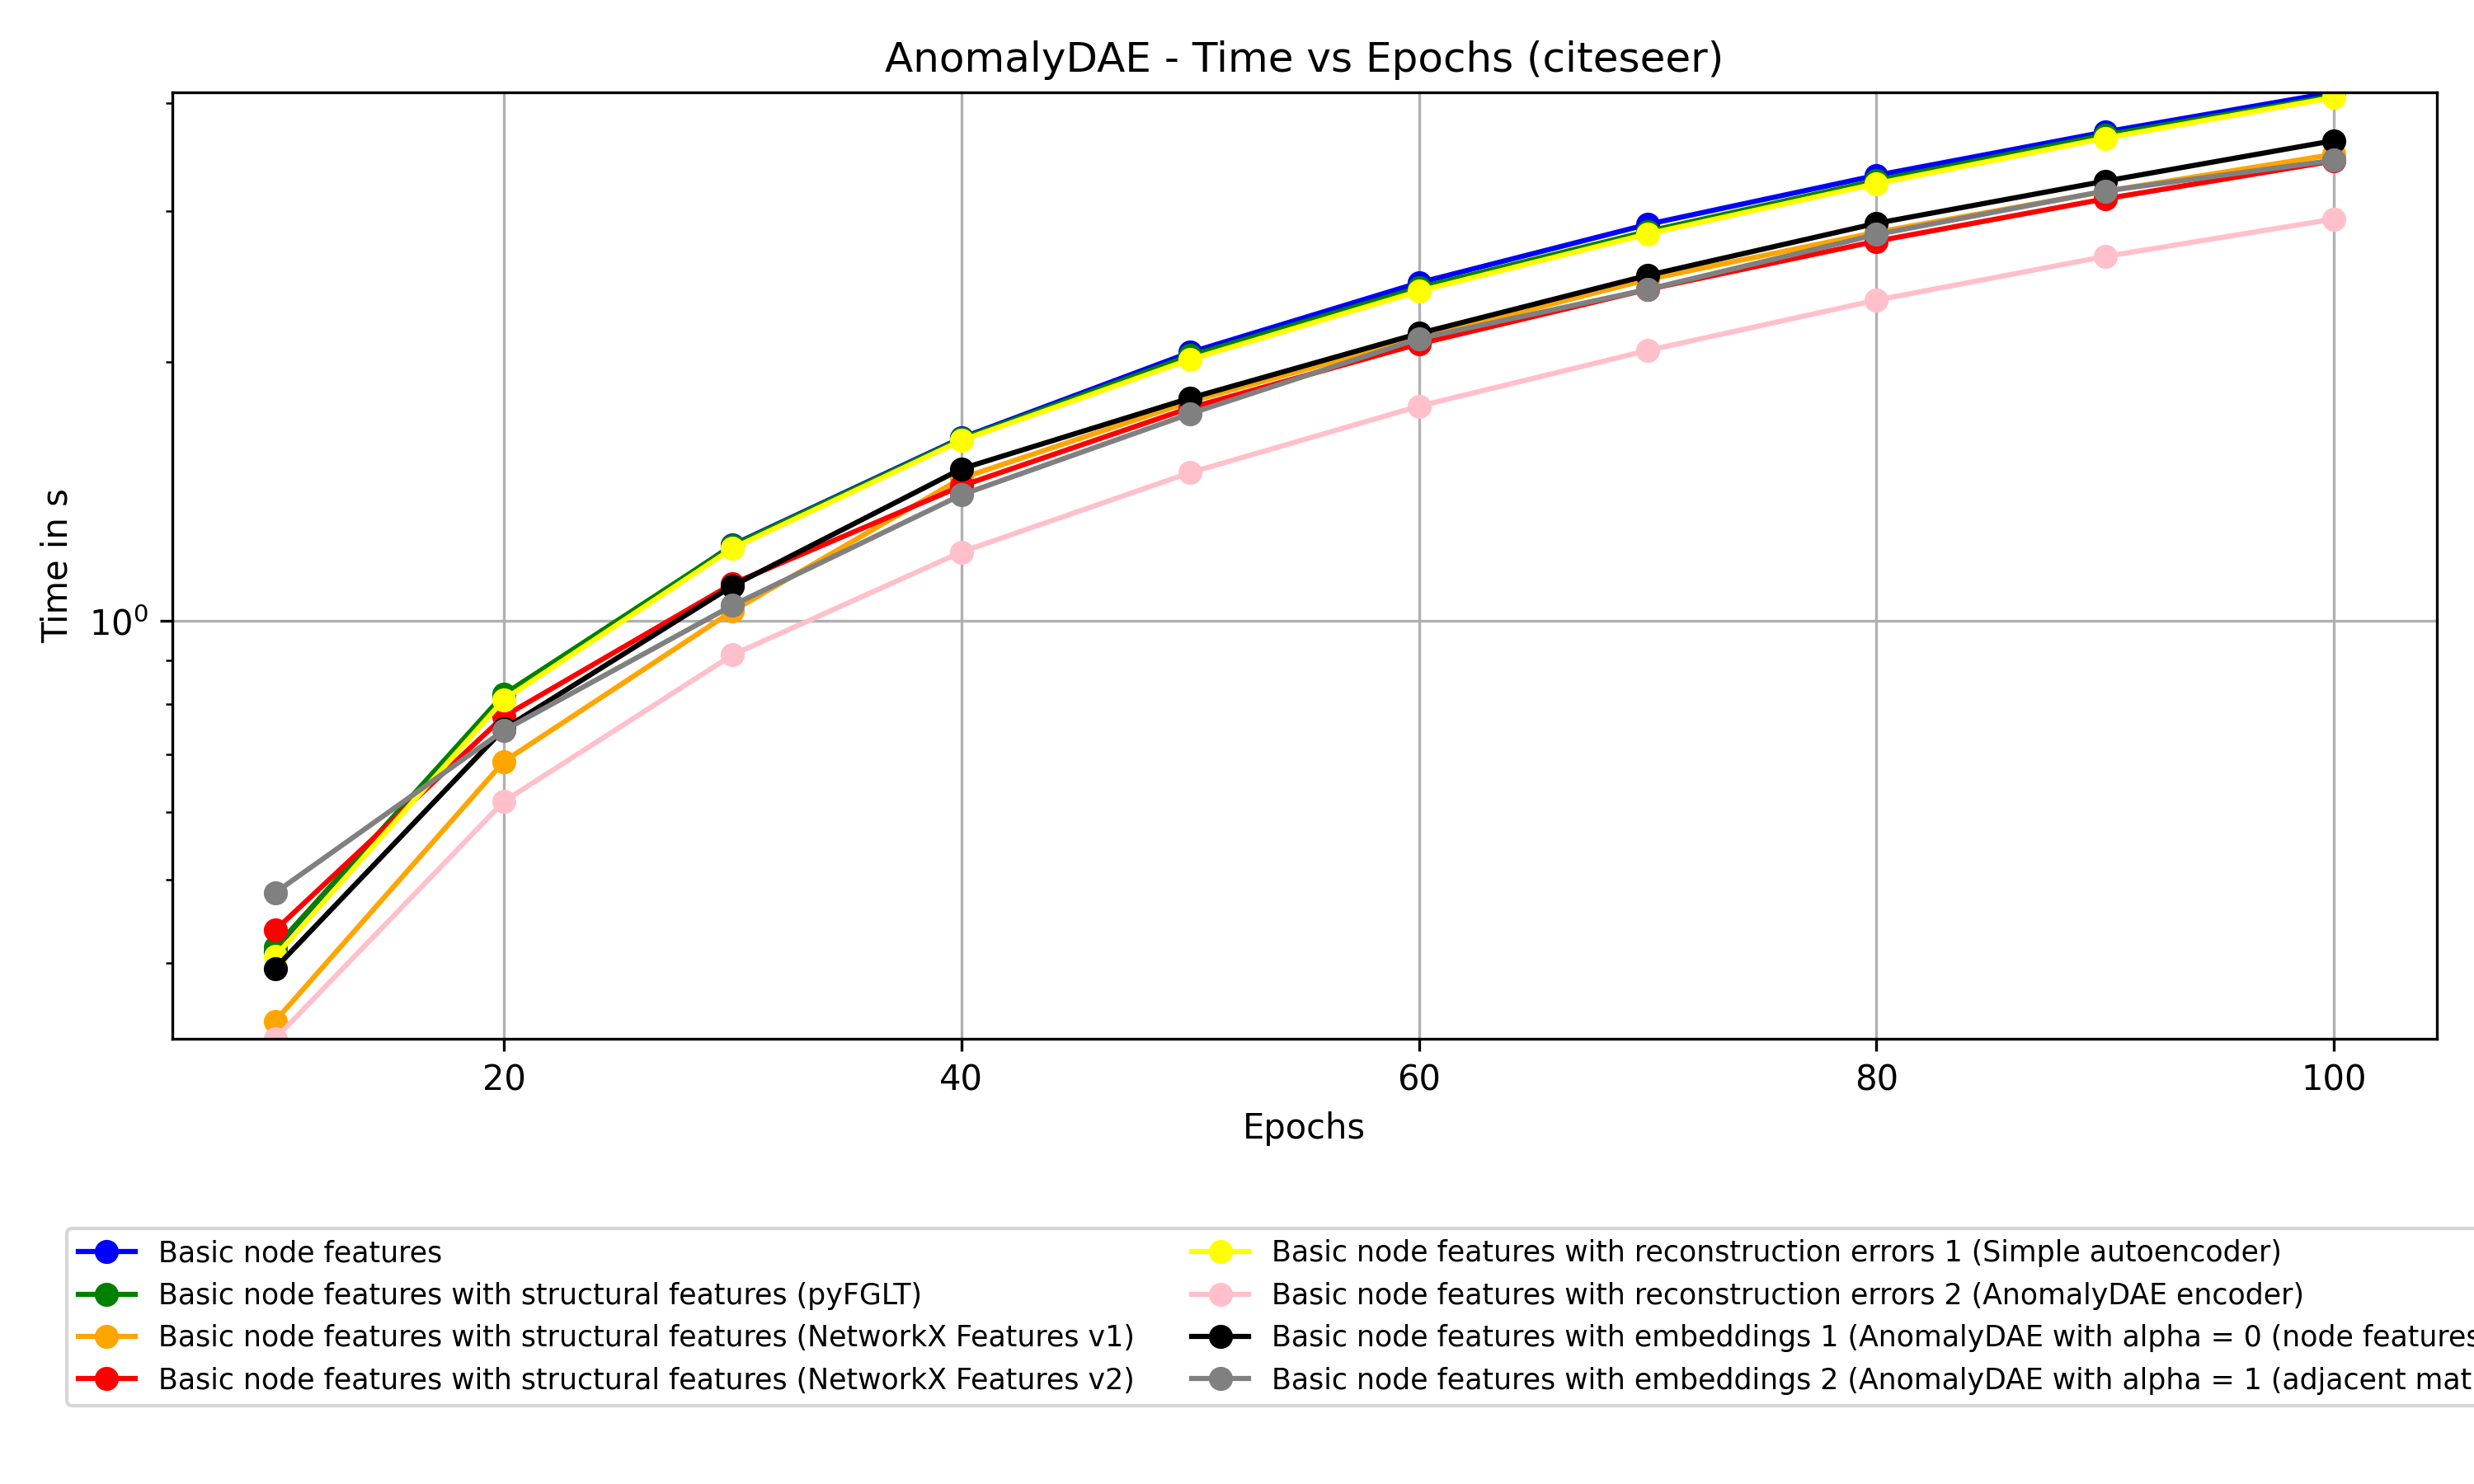 AnomalyDAE - Time vs Epochs (citeseer)
Time in s
10⁰
20 40 60 80 100
Epochs
Basic node features
Basic node features with structural features (pyFGLT)
Basic node features with structural features (NetworkX Features v1)
Basic node features with structural features (NetworkX Features v2)
Basic node features with reconstruction errors 1 (Simple autoencoder)
Basic node features with reconstruction errors 2 (AnomalyDAE encoder)
Basic node features with embeddings 1 (AnomalyDAE with alpha = 0 (node features
Basic node features with embeddings 2 (AnomalyDAE with alpha = 1 (adjacent mat